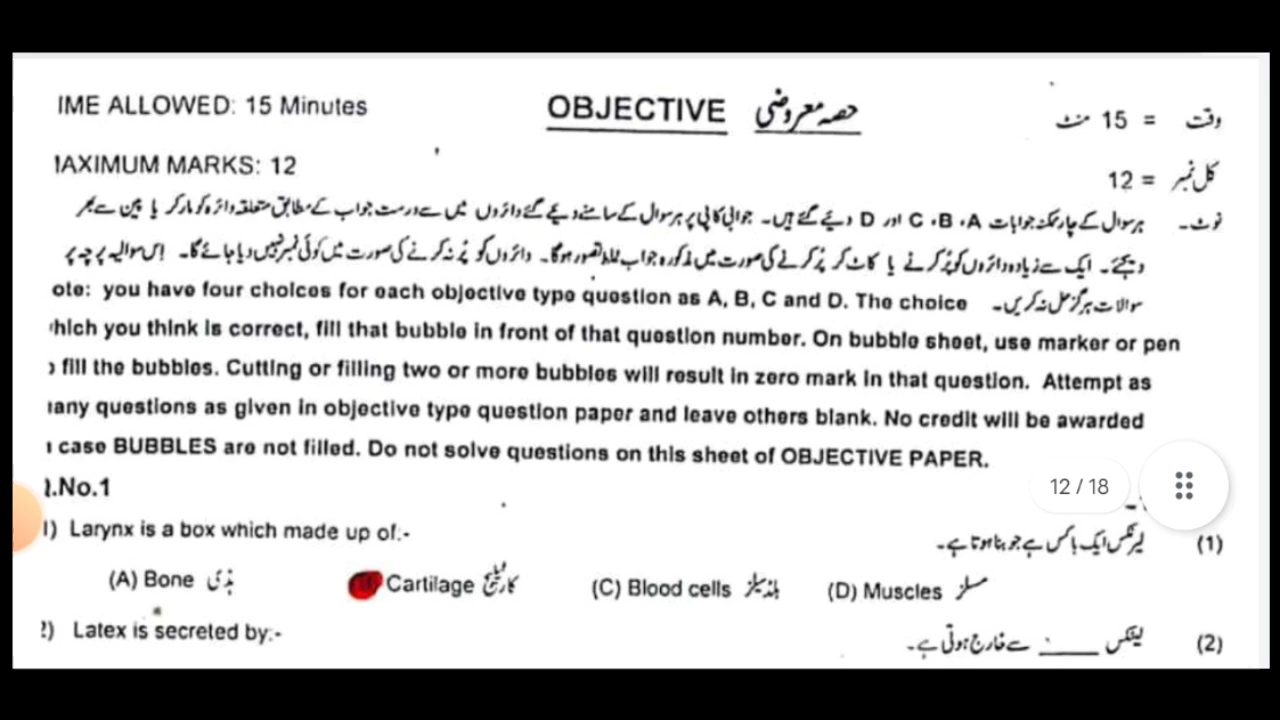 IME ALLOWED: 15 Minutes OBJECTIVE حصہ معروضی وقت = 15 منٹ
AXIMUM MARKS: 12 کل نمبر = 12
نوٹ۔ ہر سوال کے چار ممکنہ جوابات A، B، C اور D دیئے گئے ہیں۔ جوابی کاپی پر ہر سوال کے سامنے دیئے گئے دائروں میں سے درست جواب کے مطابق متعلقہ دائرہ کو مارکر یا پین سے بھر
دیجئے۔ ایک سے زیادہ دائروں کو پُر کرنے یا کاٹ کر پُر کرنے کی صورت میں مذکورہ جواب غلط تصور ہوگا۔ دائروں کو پُر نہ کرنے کی صورت میں کوئی نمبر نہیں دیا جائے گا۔ اس سوالیہ پرچہ پر
سوالات ہرگز حل نہ کریں۔
ote: you have four choices for each objective type question as A, B, C and D. The choice
hich you think is correct, fill that bubble in front of that question number. On bubble sheet, use marker or pen
fill the bubbles. Cutting or filling two or more bubbles will result in zero mark in that question. Attempt as
any questions as given in objective type question paper and leave others blank. No credit will be awarded
case BUBBLES are not filled. Do not solve questions on this sheet of OBJECTIVE PAPER.
.No.1
12 / 18
) Larynx is a box which made up of:- لیرنکس ایک باکس ہے جو بنا ہوتا ہے۔ (1)
(A) Bone ہڈی Cartilage کارٹلیج (C) Blood cells بلڈ سیلز (D) Muscles مسلز
) Latex is secreted by:- لیٹکس ____ سے خارج ہوتی ہے۔ (2)